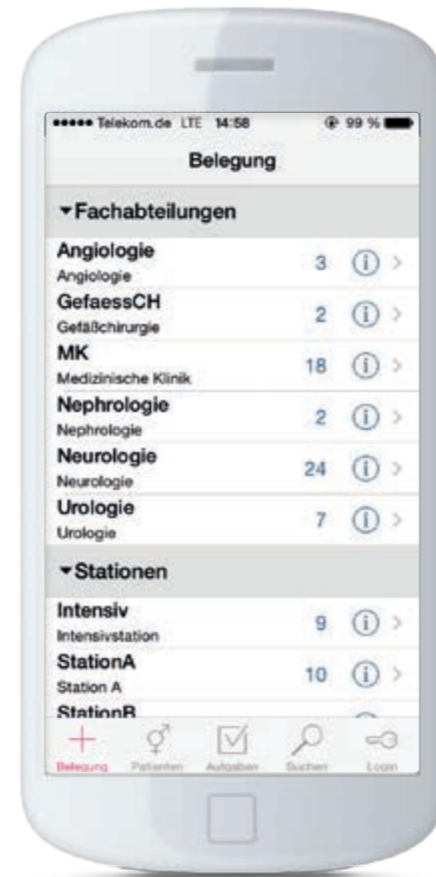 Telekom.de LTE 14:58 99 %
Belegung
Fachabteilungen
Angiologie
3
Angiologie
GefaessCH
2
Gefäßchirurgie
MK
18
Medizinische Klinik
Nephrologie
2
Nephrologie
Neurologie
24
Neurologie
Urologie
7
Urologie
Stationen
Intensiv
9
Intensivstation
StationA
10
Station A
StationB
Belegung Patienten Aufgaben Suchen Login